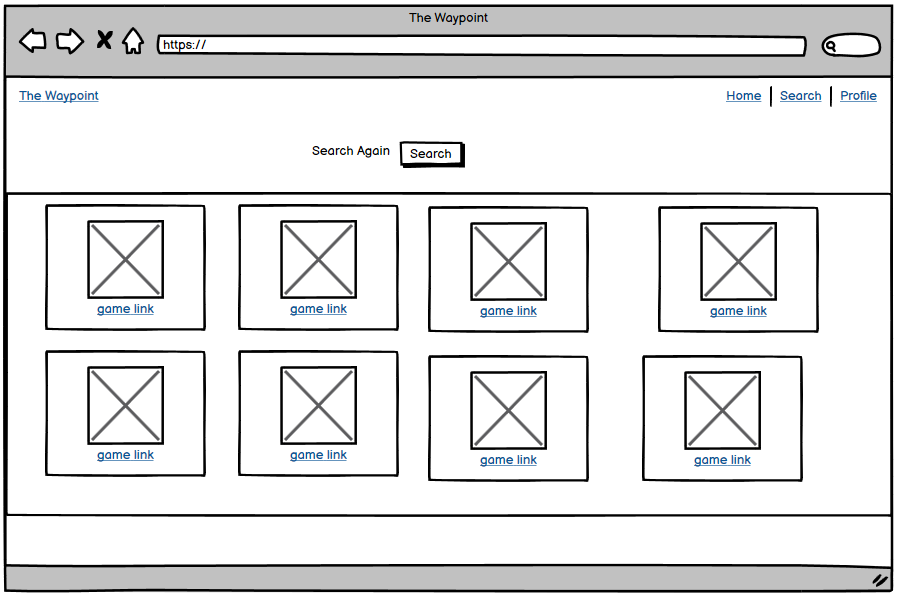 The Waypoint
https://
The Waypoint
Home Search Profile
Search Again Search
game link game link game link game link
game link game link game link game link